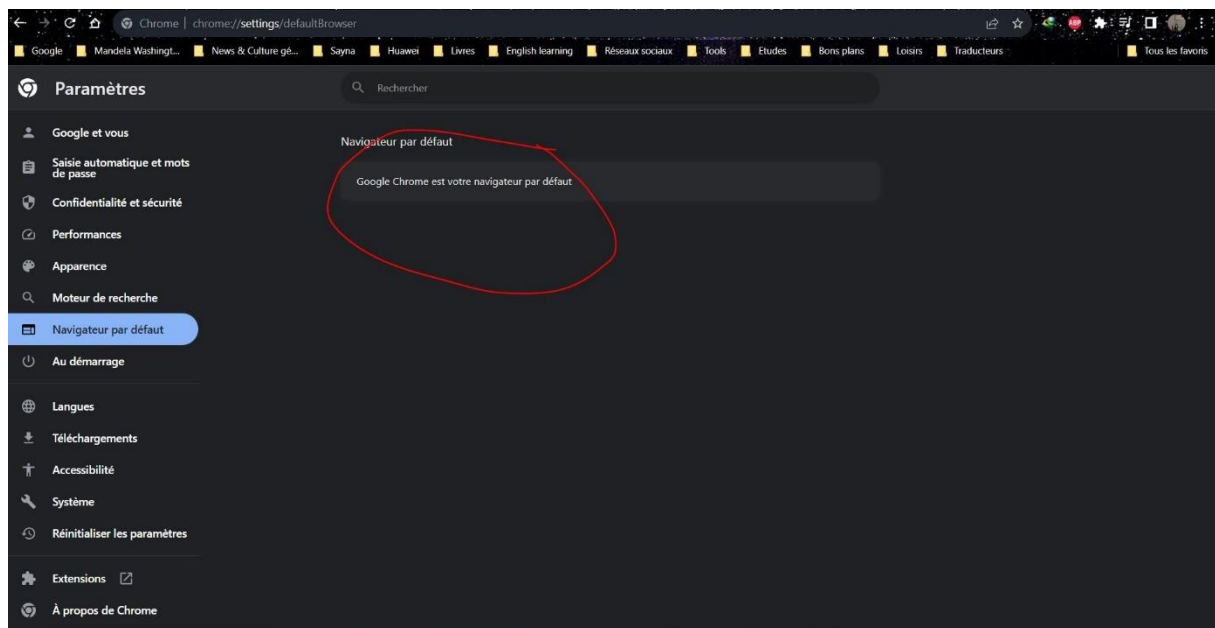 Chrome | chrome://settings/defaultBrowser
Google Mandela Washingt... News & Culture gé... Sayna Huawei Livres English learning Réseaux sociaux Tools Etudes Bons plans Loisirs Traducteurs Tous les favoris
Paramètres
Rechercher
Google et vous
Saisie automatique et mots
de passe
Confidentialité et sécurité
Performances
Apparence
Moteur de recherche
Navigateur par défaut
Au démarrage
Langues
Téléchargements
Accessibilité
Système
Réinitialiser les paramètres
Extensions
À propos de Chrome
Navigateur par défaut
Google Chrome est votre navigateur par défaut